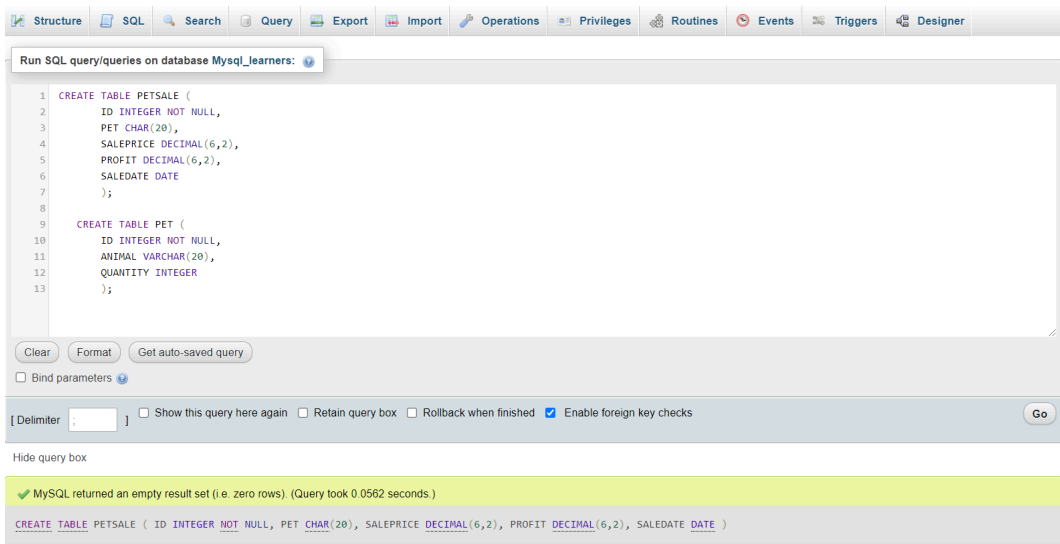 Structure SQL Search Query Export Import Operations Privileges Routines Events Triggers Designer
Run SQL query/queries on database Mysql_learners:
1 CREATE TABLE PETSALE (
2 ID INTEGER NOT NULL,
3 PET CHAR(20),
4 SALEPRICE DECIMAL(6,2),
5 PROFIT DECIMAL(6,2),
6 SALEDATE DATE
7 );
8
9 CREATE TABLE PET (
10 ID INTEGER NOT NULL,
11 ANIMAL VARCHAR(20),
12 QUANTITY INTEGER
13 );
Clear Format Get auto-saved query
Bind parameters
[ Delimiter ; ] Show this query here again Retain query box Rollback when finished Enable foreign key checks Go
Hide query box
MySQL returned an empty result set (i.e. zero rows). (Query took 0.0562 seconds.)
CREATE TABLE PETSALE ( ID INTEGER NOT NULL, PET CHAR(20), SALEPRICE DECIMAL(6,2), PROFIT DECIMAL(6,2), SALEDATE DATE )